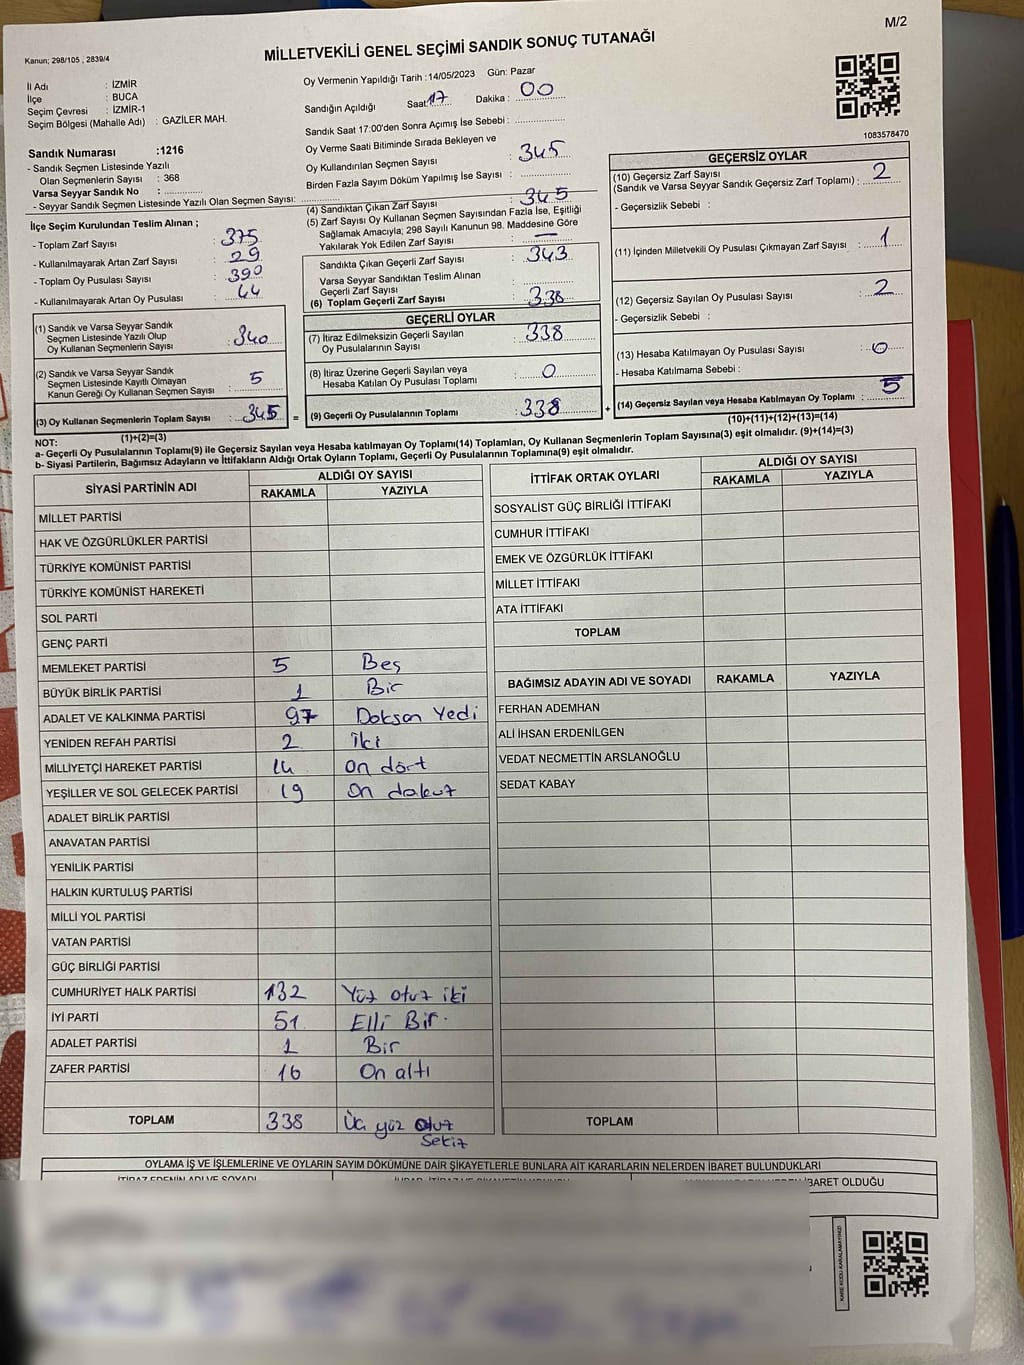 M/2
Kanun; 298/105 , 2839/4
MİLLETVEKİLİ GENEL SEÇİMİ SANDIK SONUÇ TUTANAĞI
İl Adı : İZMİR
İlçe : BUCA
Seçim Çevresi : İZMİR-1
Seçim Bölgesi (Mahalle Adı) : GAZİLER MAH.
Sandık Numarası :1216
- Sandık Seçmen Listesinde Yazılı
Olan Seçmenlerin Sayısı : 368
Varsa Seyyar Sandık No :
- Seyyar Sandık Seçmen Listesinde Yazılı Olan Seçmen Sayısı:
Oy Vermenin Yapıldığı Tarih :14/05/2023 Gün: Pazar
Sandığın Açıldığı Saat: 17 Dakika : 00
Sandık Saat 17:00'den Sonra Açımış İse Sebebi :
Oy Verme Saati Bitiminde Sırada Bekleyen ve
Oy Kullandırılan Seçmen Sayısı : 345
Birden Fazla Sayım Döküm Yapılmış İse Sayısı :
1083578470
İlçe Seçim Kurulundan Teslim Alınan ;
- Toplam Zarf Sayısı : 375
- Kullanılmayarak Artan Zarf Sayısı : 29
- Toplam Oy Pusulası Sayısı : 390
- Kullanılmayarak Artan Oy Pusulası : 44
(1) Sandık ve Varsa Seyyar Sandık
Seçmen Listesinde Yazılı Olup
Oy Kullanan Seçmenlerin Sayısı : 340
(2) Sandık ve Varsa Seyyar Sandık
Seçmen Listesinde Kayıtlı Olmayan
Kanun Gereği Oy Kullanan Seçmen Sayısı : 5
(3) Oy Kullanan Seçmenlerin Toplam Sayısı : 345 =
(1)+(2)=(3)
(4) Sandıktan Çıkan Zarf Sayısı : 345
(5) Zarf Sayısı Oy Kullanan Seçmen Sayısından Fazla İse, Eşitliği
Sağlamak Amacıyla; 298 Sayılı Kanunun 98. Maddesine Göre
Yakılarak Yok Edilen Zarf Sayısı : —
Sandıkta Çıkan Geçerli Zarf Sayısı : 343
Varsa Seyyar Sandıktan Teslim Alınan
Geçerli Zarf Sayısı :
(6) Toplam Geçerli Zarf Sayısı : 338
GEÇERLİ OYLAR
(7) İtiraz Edilmeksizin Geçerli Sayılan
Oy Pusulalarının Sayısı : 338
(8) İtiraz Üzerine Geçerli Sayılan veya
Hesaba Katılan Oy Pusulası Toplamı : 0
(9) Geçerli Oy Pusulalarının Toplamı : 338 +
GEÇERSİZ OYLAR
(10) Geçersiz Zarf Sayısı
(Sandık ve Varsa Seyyar Sandık Geçersiz Zarf Toplamı) : 2
- Geçersizlik Sebebi :
(11) İçinden Milletvekili Oy Pusulası Çıkmayan Zarf Sayısı : 1
(12) Geçersiz Sayılan Oy Pusulası Sayısı : 2
- Geçersizlik Sebebi :
(13) Hesaba Katılmayan Oy Pusulası Sayısı : 0
- Hesaba Katılmama Sebebi :
(14) Geçersiz Sayılan veya Hesaba Katılmayan Oy Toplamı : 5
(10)+(11)+(12)+(13)=(14)
NOT:
a- Geçerli Oy Pusulalarının Toplamı(9) ile Geçersiz Sayılan veya Hesaba katılmayan Oy Toplamı(14) Toplamları, Oy Kullanan Seçmenlerin Toplam Sayısına(3) eşit olmalıdır. (9)+(14)=(3)
b- Siyasi Partilerin, Bağımsız Adayların ve İttifakların Aldığı Ortak Oyların Toplamı, Geçerli Oy Pusulalarının Toplamına(9) eşit olmalıdır.
SİYASİ PARTİNİN ADI ALDIĞI OY SAYISI
RAKAMLA YAZIYLA
MİLLET PARTİSİ
HAK VE ÖZGÜRLÜKLER PARTİSİ
TÜRKİYE KOMÜNİST PARTİSİ
TÜRKİYE KOMÜNİST HAREKETİ
SOL PARTİ
GENÇ PARTİ
MEMLEKET PARTİSİ 5 Beş
BÜYÜK BİRLİK PARTİSİ 1 Bir
ADALET VE KALKINMA PARTİSİ 97 Doksan Yedi
YENİDEN REFAH PARTİSİ 2 iki
MİLLİYETÇİ HAREKET PARTİSİ 14 on dört
YEŞİLLER VE SOL GELECEK PARTİSİ 19 On dokuz
ADALET BİRLİK PARTİSİ
ANAVATAN PARTİSİ
YENİLİK PARTİSİ
HALKIN KURTULUŞ PARTİSİ
MİLLİ YOL PARTİSİ
VATAN PARTİSİ
GÜÇ BİRLİĞİ PARTİSİ
CUMHURİYET HALK PARTİSİ 132 Yüz otuz iki
İYİ PARTİ 51 Elli Bir.
ADALET PARTİSİ 1 Bir
ZAFER PARTİSİ 16 On altı
TOPLAM 338 Üç yüz otuz
Sekiz
İTTİFAK ORTAK OYLARI ALDIĞI OY SAYISI
RAKAMLA YAZIYLA
SOSYALİST GÜÇ BİRLİĞİ İTTİFAKI
CUMHUR İTTİFAKI
EMEK VE ÖZGÜRLÜK İTTİFAKI
MİLLET İTTİFAKI
ATA İTTİFAKI
TOPLAM
BAĞIMSIZ ADAYIN ADI VE SOYADI RAKAMLA YAZIYLA
FERHAN ADEMHAN
ALİ İHSAN ERDENİLGEN
VEDAT NECMETTİN ARSLANOĞLU
SEDAT KABAY
TOPLAM
OYLAMA İŞ VE İŞLEMLERİNE VE OYLARIN SAYIM DÖKÜMÜNE DAİR ŞİKAYETLERLE BUNLARA AİT KARARLARIN NELERDEN İBARET BULUNDUKLARI
İTİRAZ EDENİN ADI VE SOYADI
İBARET OLDUĞU
KARE KODU KARALAMAYINIZ!